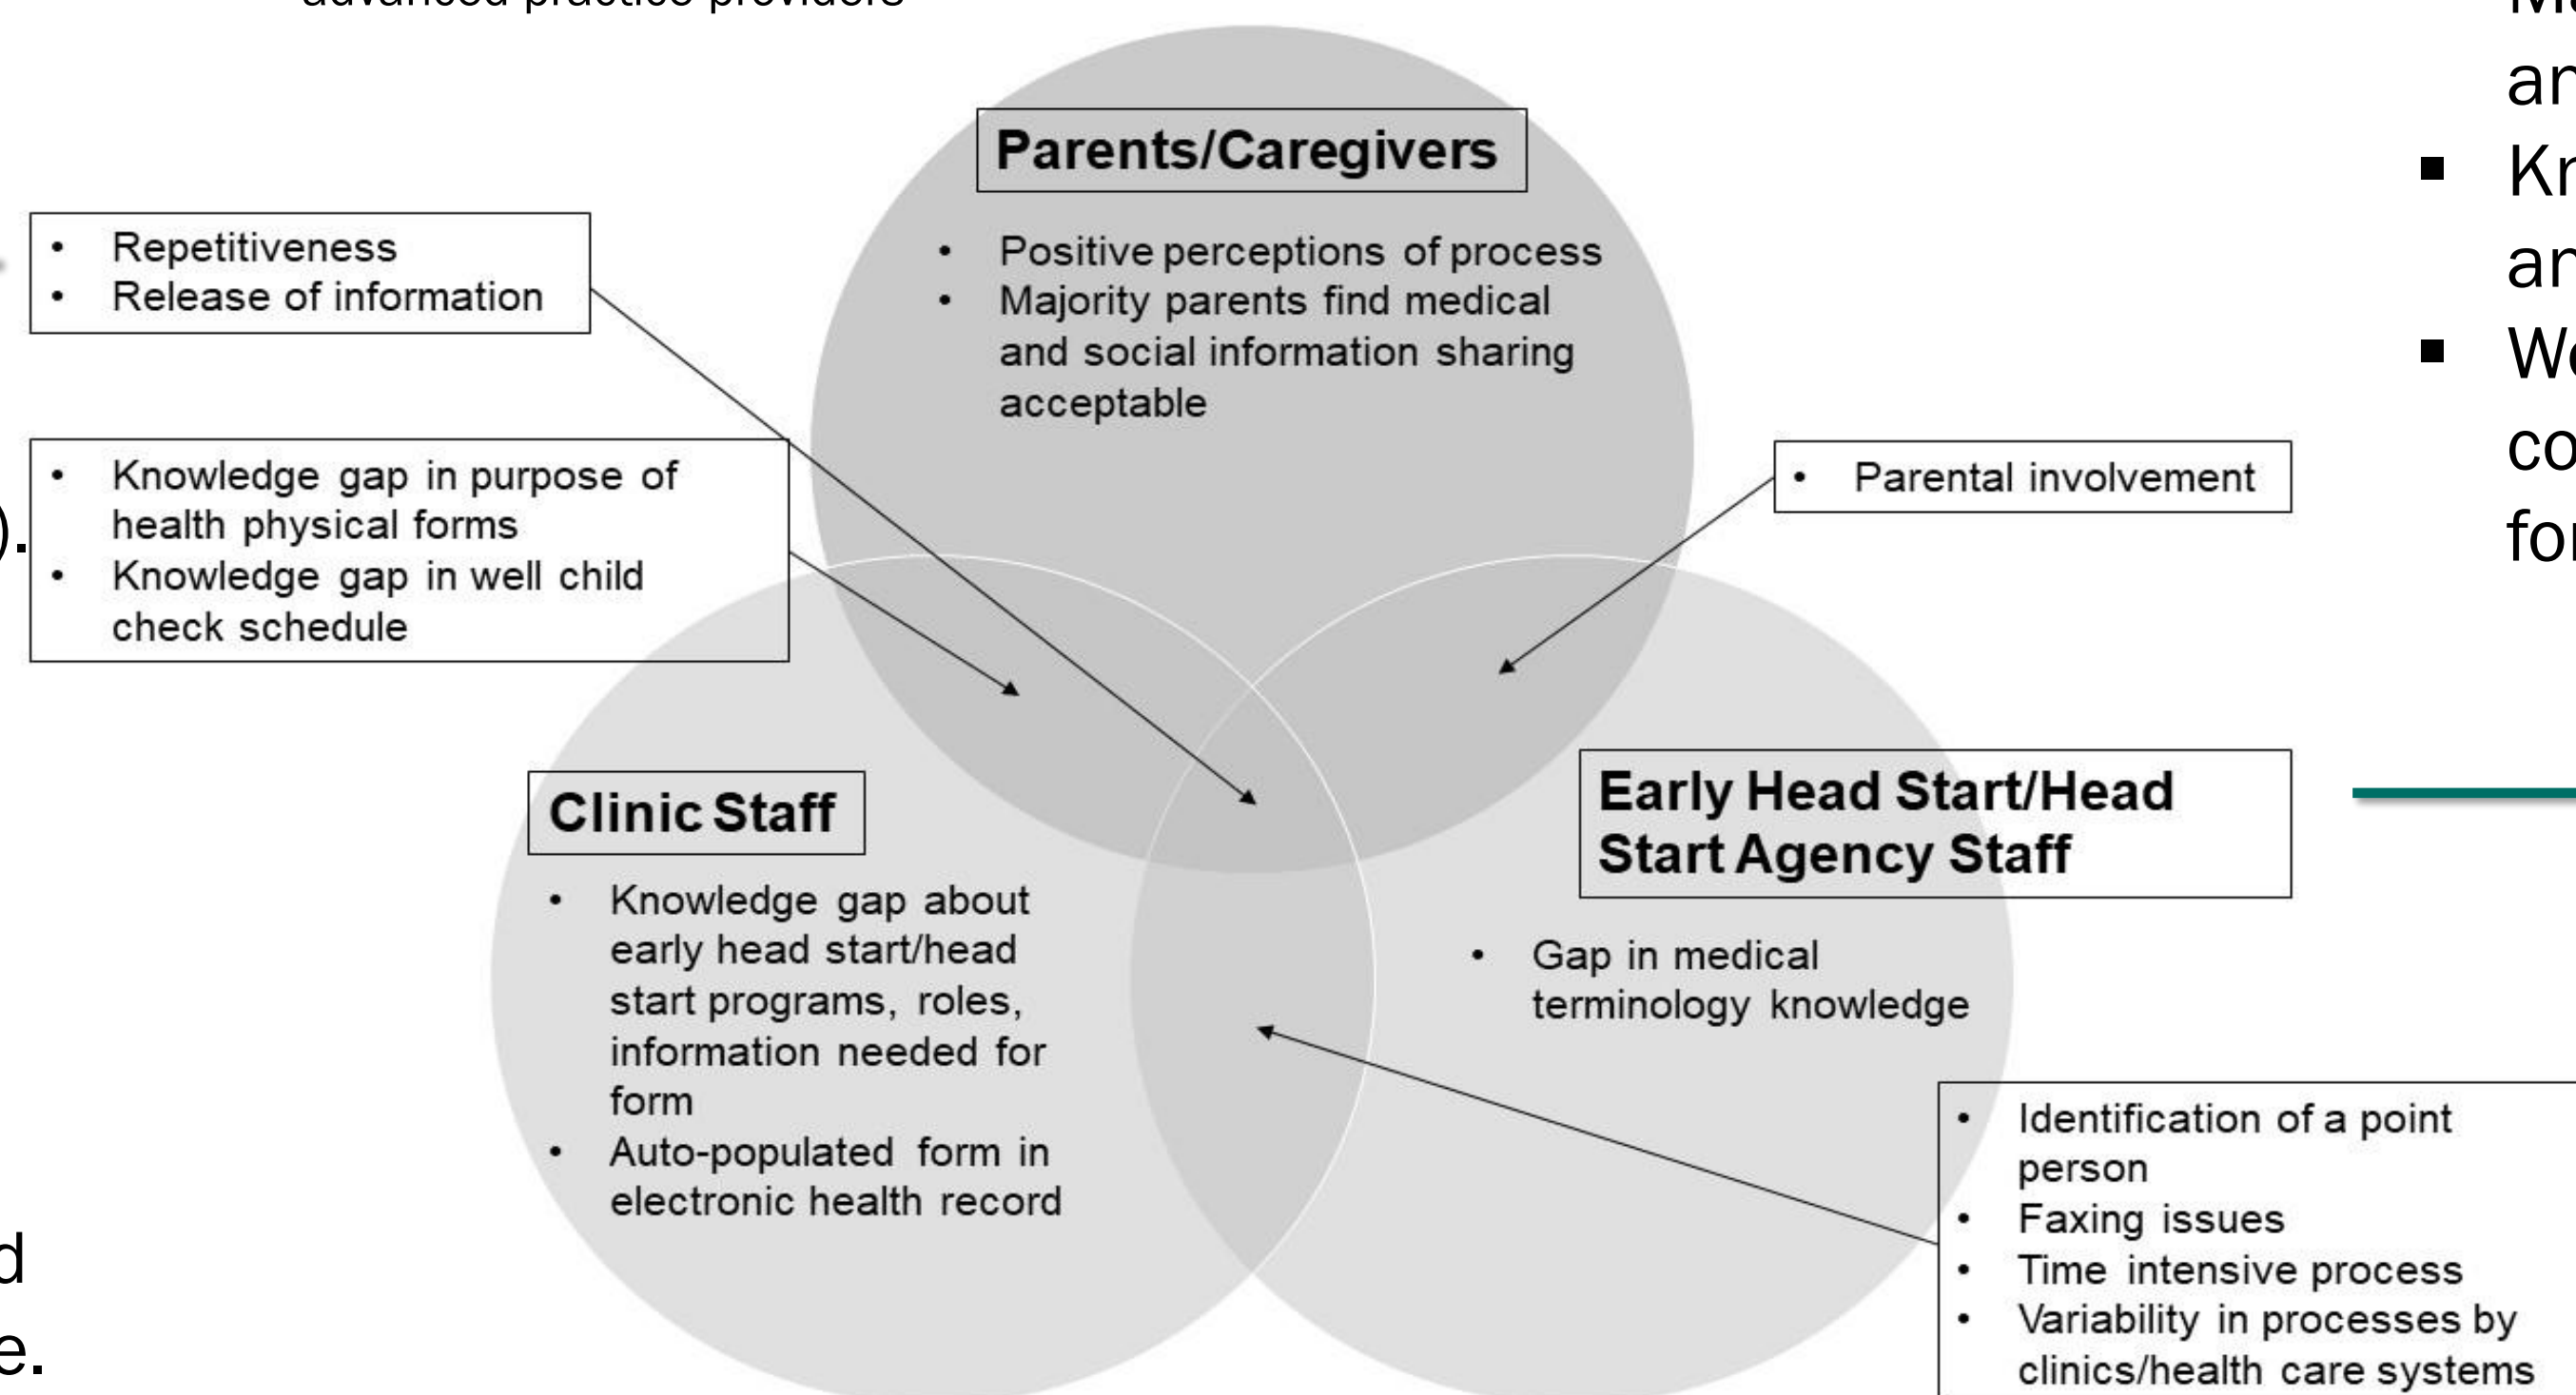 advanced practice providers
Parents/Caregivers
• Positive perceptions of process
• Majority parents find medical
and social information sharing
acceptable
• Repetitiveness
• Release of information
• Knowledge gap in purpose of
health physical forms
• Knowledge gap in well child
check schedule
).
• Parental involvement
Clinic Staff
• Knowledge gap about
early head start/head
start programs, roles,
information needed for
form
• Auto-populated form in
electronic health record
Early Head Start/Head
Start Agency Staff
• Gap in medical
terminology knowledge
• Identification of a point
person
• Faxing issues
• Time intensive process
• Variability in processes by
clinics/health care systems